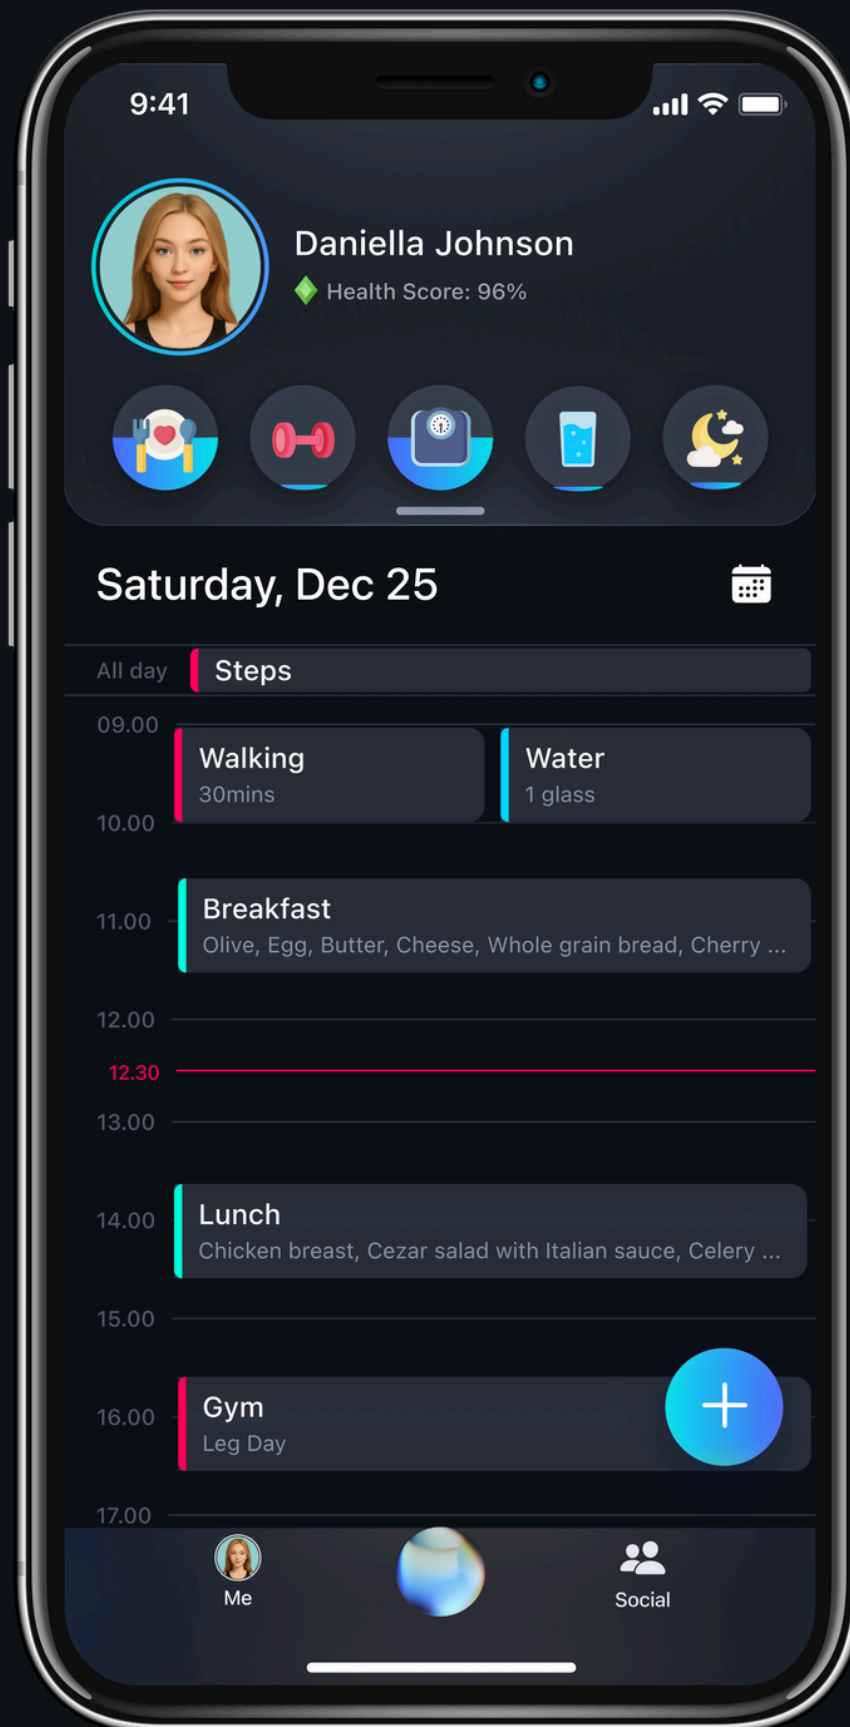 9:41
Daniella Johnson
Health Score: 96%
Saturday, Dec 25
All day
Steps
09.00
Walking
30mins
Water
1 glass
10.00
Breakfast
11.00
Olive, Egg, Butter, Cheese, Whole grain bread, Cherry ...
12.00
12.30
13.00
Lunch
14.00
Chicken breast, Cezar salad with Italian sauce, Celery ...
15.00
Gym
16.00
Leg Day
17.00
Me
Social